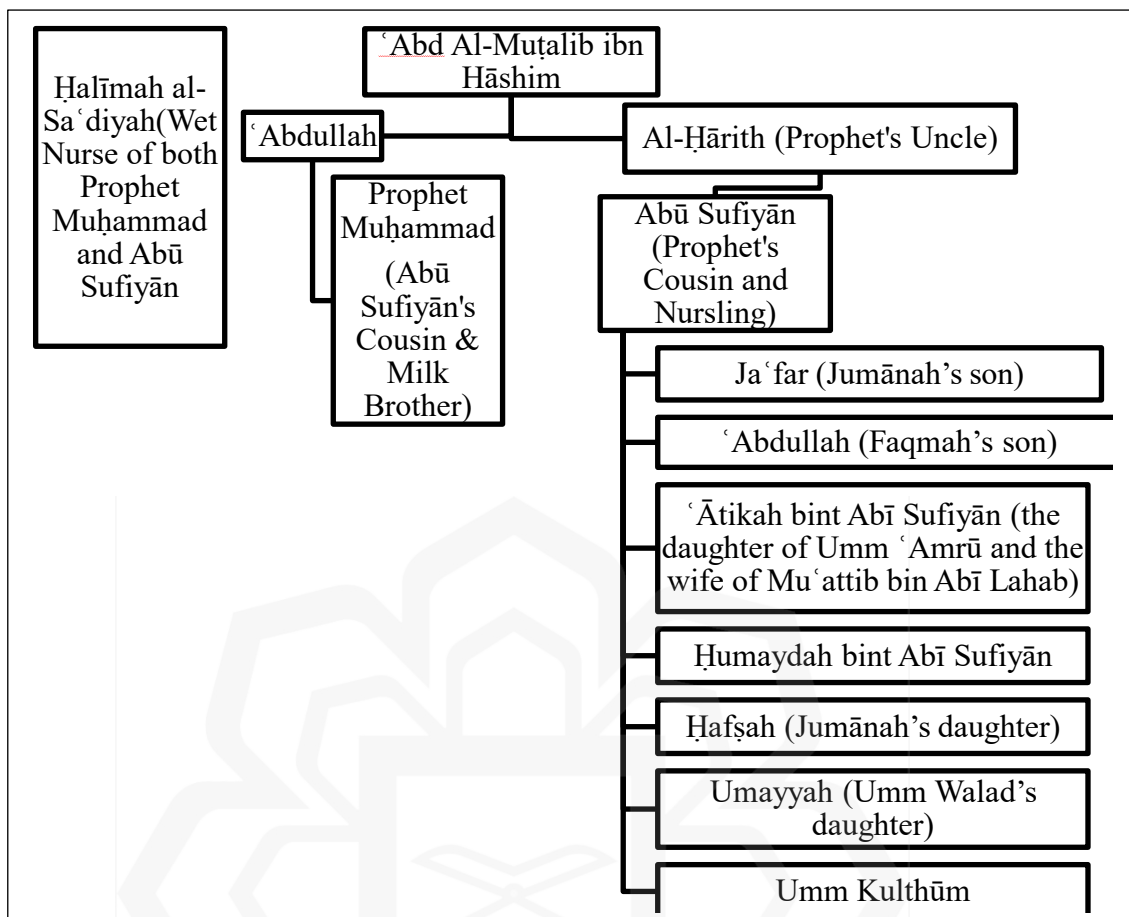 Ḥalīmah al-
Saʿdiyah(Wet
Nurse of both
Prophet
Muḥammad
and Abū
Sufiyān
ʿAbd Al-Muṭalib ibn
Hāshim
ʿAbdullah
Al-Ḥārith (Prophet's Uncle)
Prophet
Muḥammad
(Abū
Sufiyān's
Cousin &
Milk
Brother)
Abū Sufiyān
(Prophet's
Cousin and
Nursling)
Jaʿfar (Jumānah’s son)
ʿAbdullah (Faqmah’s son)
ʿĀtikah bint Abī Sufiyān (the
daughter of Umm ʿAmrū and the
wife of Muʿattib bin Abī Lahab)
Ḥumaydah bint Abī Sufiyān
Ḥafṣah (Jumānah’s daughter)
Umayyah (Umm Walad’s
daughter)
Umm Kulthūm